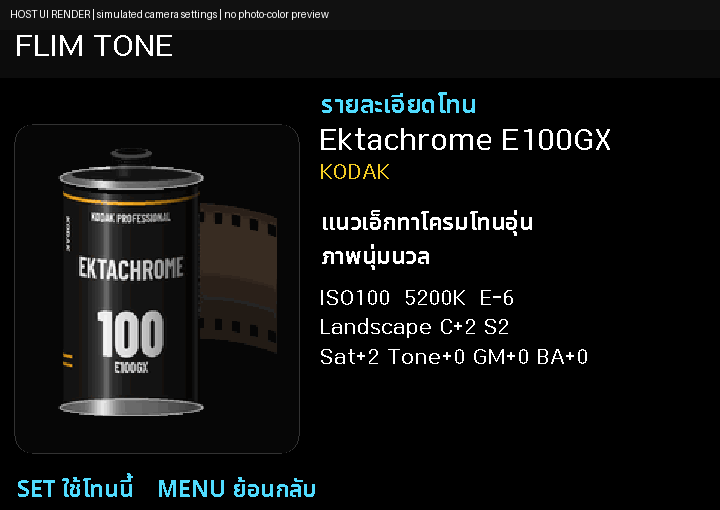 HOST UI RENDER | simulated camera settings | no photo-color preview
FLIM TONE
รายละเอียดโทน
Ektachrome E100GX
KODAK
แนวเอ็กทาโครมโทนอุ่น
ภาพนุ่มนวล
ISO100 5200K E-6
Landscape C+2 S2
Sat+2 Tone+0 GM+0 BA+0
KODAK PROFESSIONAL
KODAK
EKTACHROME
100
E100GX
SET ใช้โทนนี้ MENU ย้อนกลับ